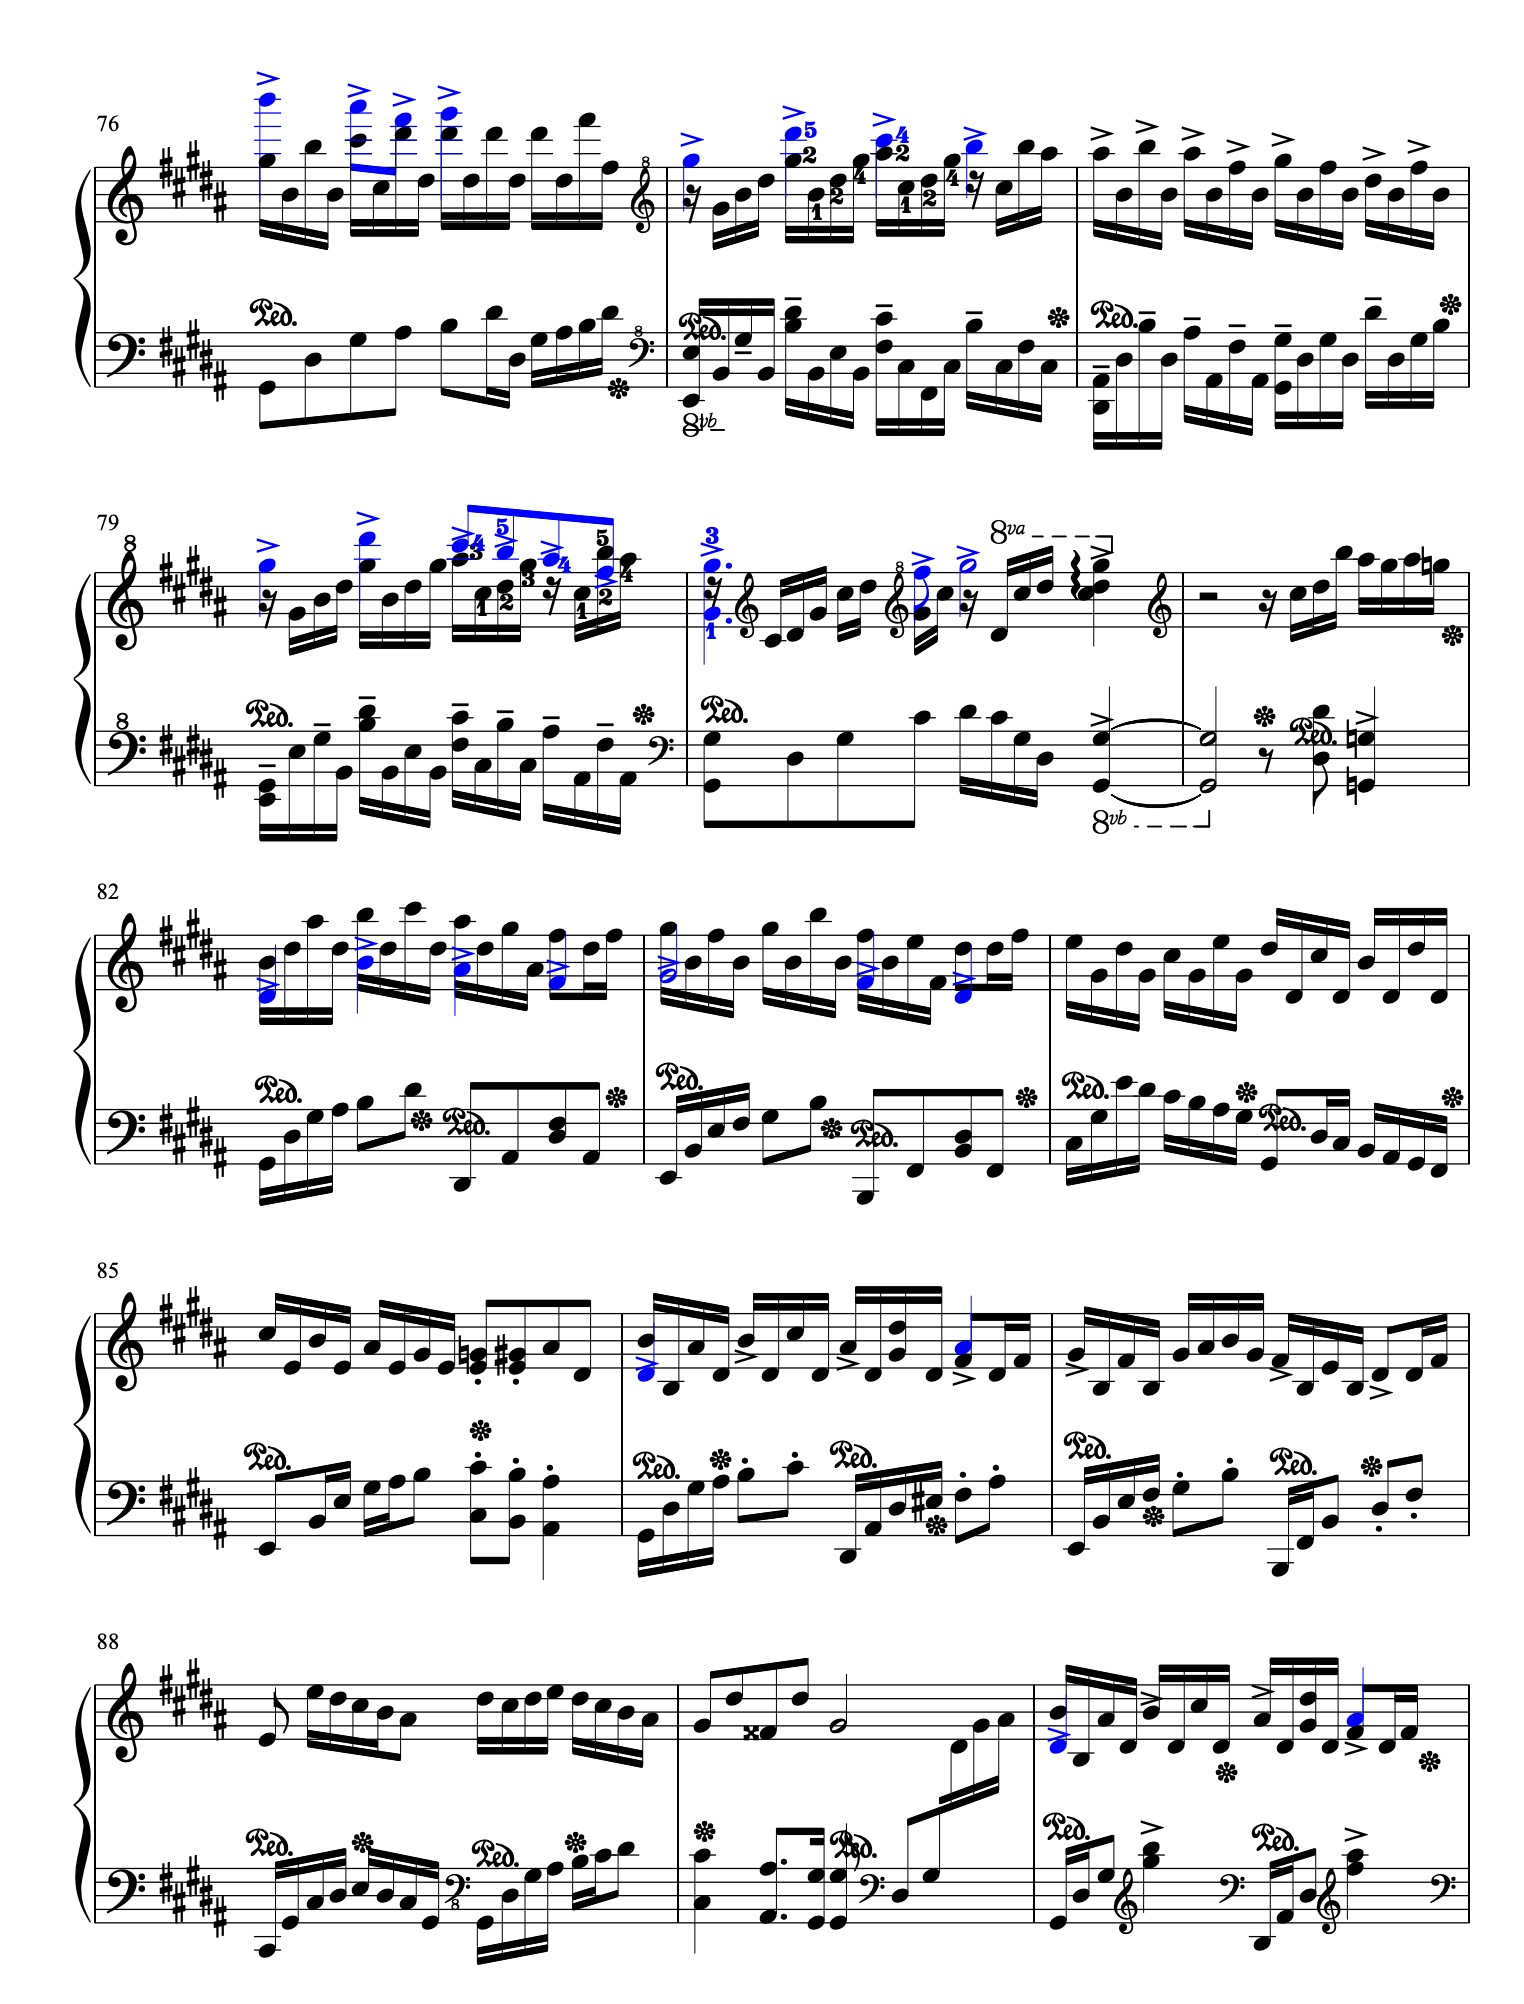 76
8
5 4
2 2 4 4
1 2 1 2
Ped. 8 Ped. Ped.
8vb
79
8 5 4 3 4 5 4 3 8va
1 2 3 1 2 1 8
8 Ped. Ped. Ped.
8vb
82
Ped. Ped. Ped. Ped. Ped. Ped.
85
Ped. Ped. Ped. Ped. Ped.
88
Ped. Ped. Ped. Ped. Ped.
8